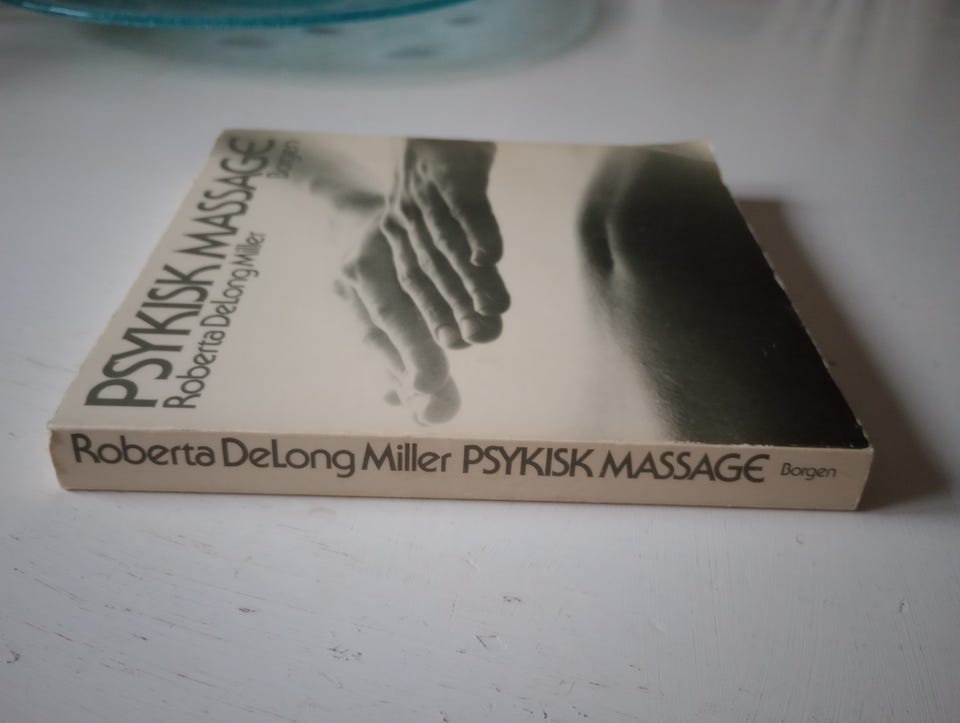 PSYKISK MASSAGE
Roberta DeLong Miller
Borgen
Roberta DeLong Miller PSYKISK MASSAGE Borgen